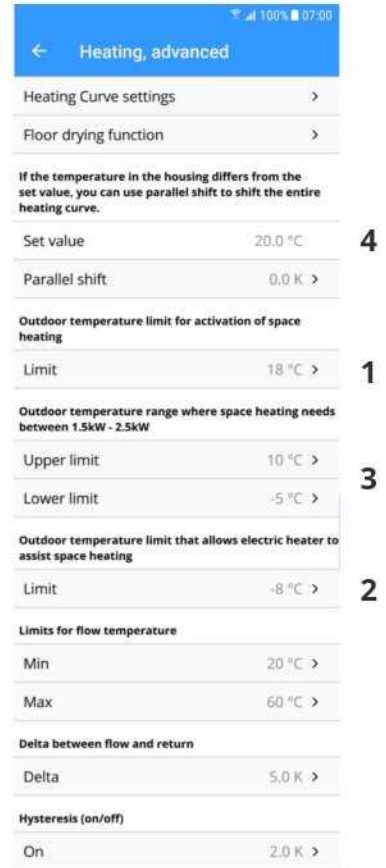 100% 07:00
← Heating, advanced
Heating Curve settings >
Floor drying function >
If the temperature in the housing differs from the
set value, you can use parallel shift to shift the entire
heating curve.
Set value 20.0 °C 4
Parallel shift 0.0 K >
Outdoor temperature limit for activation of space
heating
Limit 18 °C > 1
Outdoor temperature range where space heating needs
between 1.5kW - 2.5kW
Upper limit 10 °C >
3
Lower limit -5 °C >
Outdoor temperature limit that allows electric heater to
assist space heating
Limit -8 °C > 2
Limits for flow temperature
Min 20 °C >
Max 60 °C >
Delta between flow and return
Delta 5.0 K >
Hysteresis (on/off)
On 2.0 K >